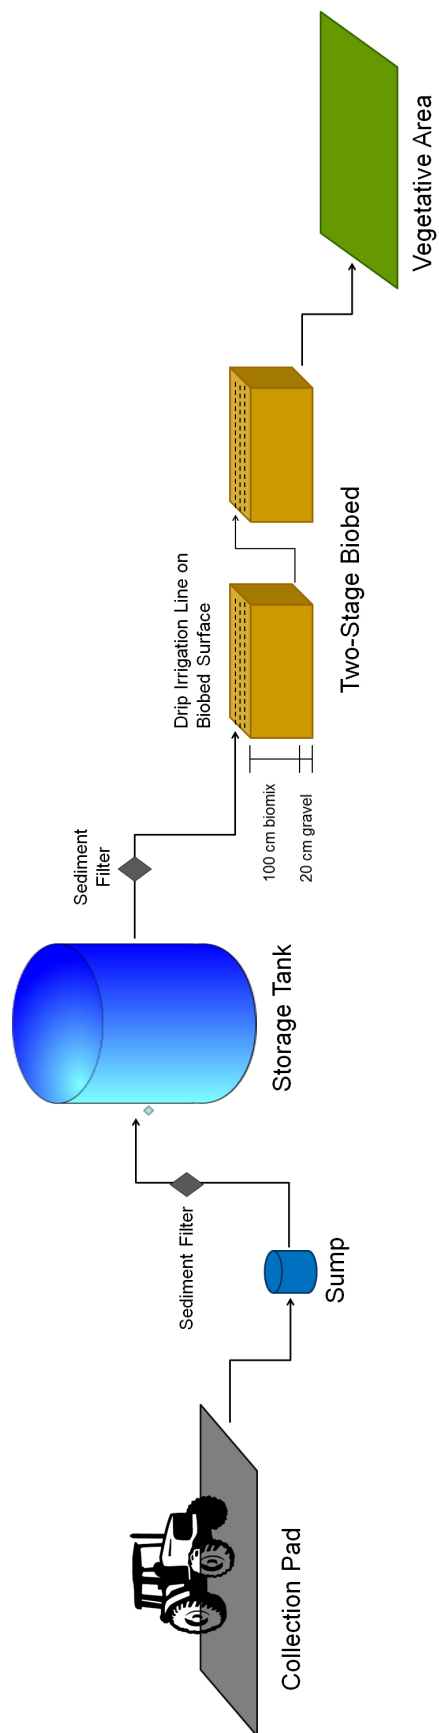 Collection Pad
Sump
Sediment Filter
Storage Tank
Sediment
Filter
Drip Irrigation Line on
Biobed Surface
100 cm biomix
20 cm gravel
Two-Stage Biobed
Vegetative Area